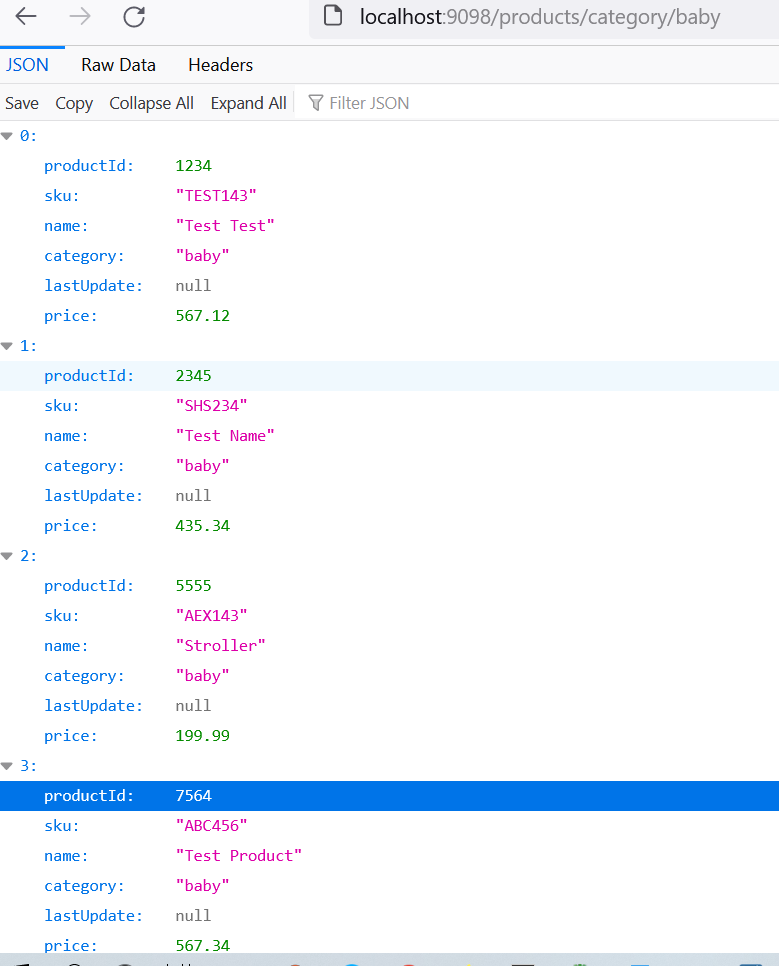 localhost:9098/products/category/baby
JSON Raw Data Headers
Save Copy Collapse All Expand All Filter JSON
0:
productId: 1234
sku: "TEST143"
name: "Test Test"
category: "baby"
lastUpdate: null
price: 567.12
1:
productId: 2345
sku: "SHS234"
name: "Test Name"
category: "baby"
lastUpdate: null
price: 435.34
2:
productId: 5555
sku: "AEX143"
name: "Stroller"
category: "baby"
lastUpdate: null
price: 199.99
3:
productId: 7564
sku: "ABC456"
name: "Test Product"
category: "baby"
lastUpdate: null
price: 567.34